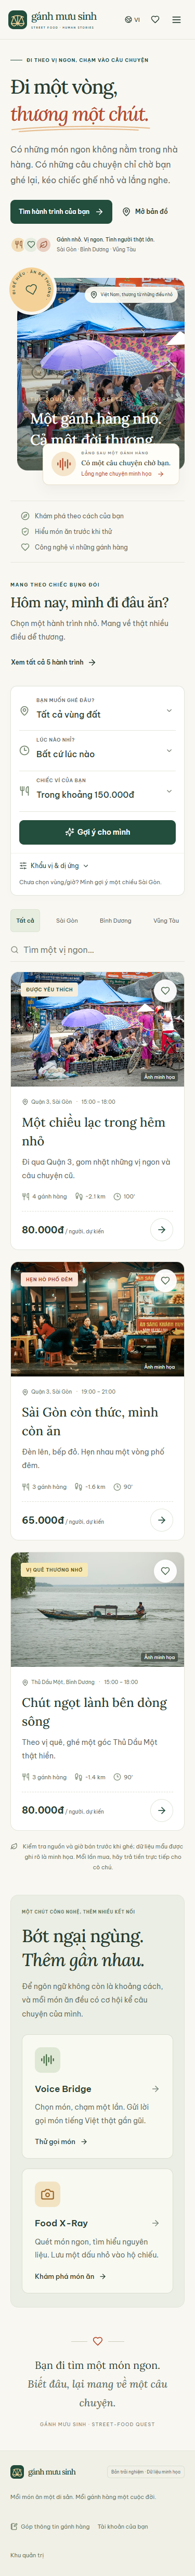 gánh mưu sinh
STREET FOOD · HUMAN STORIES
VI
ĐI THEO VỊ NGON, CHẠM VÀO CÂU CHUYỆN
Đi một vòng,
thương một chút.
Có những món ngon không nằm trong nhà
hàng. Có những câu chuyện chỉ chờ bạn
ghé lại, kéo chiếc ghế nhỏ và lắng nghe.
Tìm hành trình của bạn
Mở bản đồ
Gánh nhỏ. Vị ngon. Tình người thật lớn.
Sài Gòn · Bình Dương · Vũng Tàu
Việt Nam, thương từ những điều nhỏ
Một gánh hàng nhỏ.
Cả một đời thương.
ĐẰNG SAU MỘT GÁNH HÀNG
Có một câu chuyện chờ bạn.
Lắng nghe chuyện minh họa
Khám phá theo cách của bạn
Hiểu món ăn trước khi thử
Công nghệ vì những gánh hàng
MANG THEO CHIẾC BỤNG ĐÓI
Hôm nay, mình đi đâu ăn?
Chọn một hành trình nhỏ. Mang về thật nhiều
điều để thương.
Xem tất cả 5 hành trình
BẠN MUỐN GHÉ ĐÂU?
Tất cả vùng đất
LÚC NÀO NHỈ?
Bất cứ lúc nào
CHIẾC VÍ CỦA BẠN
Trong khoảng 150.000đ
Gợi ý cho mình
Khẩu vị & dị ứng
Chưa chọn vùng/giờ? Mình gợi ý một chiều Sài Gòn.
Tất cả
Sài Gòn
Bình Dương
Vũng Tàu
Tìm một vị ngon...
ĐƯỢC YÊU THÍCH
Ảnh minh họa
Quận 3, Sài Gòn · 15:00 – 18:00
Một chiều lạc trong hẻm
nhỏ
Đi qua Quận 3, gom nhặt những vị ngon và
câu chuyện cũ.
4 gánh hàng
~2.1 km
100'
80.000đ / người, dự kiến
HẸN HÒ PHỐ ĐÊM
Ảnh minh họa
Quận 3, Sài Gòn · 19:00 – 21:00
Sài Gòn còn thức, mình
còn ăn
Đèn lên, bếp đỏ. Hẹn nhau một vòng phố
đêm.
3 gánh hàng
~1.6 km
90'
65.000đ / người, dự kiến
VỊ QUÊ THƯƠNG NHỚ
Ảnh minh họa
Thủ Dầu Một, Bình Dương · 15:00 – 18:00
Chút ngọt lành bên dòng
sông
Theo vị quê, ghé một góc Thủ Dầu Một
thật hiền.
3 gánh hàng
~1.4 km
90'
80.000đ / người, dự kiến
Kiểm tra nguồn và giờ bán trước khi ghé; dữ liệu mẫu được
ghi rõ là minh họa. Mỗi lần mua, hãy trả tiền trực tiếp cho
cô chú.
MỘT CHÚT CÔNG NGHỆ, THÊM NHIỀU KẾT NỐI
Bớt ngại ngùng.
Thêm gần nhau.
Để ngôn ngữ không còn là khoảng cách,
và mỗi món ăn đều có cơ hội kể câu
chuyện của mình.
Voice Bridge
Chọn món, chạm một lần. Gửi lời
gọi món tiếng Việt thật gần gũi.
Thử gọi món
Food X-Ray
Quét món ngon, tìm hiểu nguyên
liệu. Lưu một dấu nhỏ vào hộ chiếu.
Khám phá món ăn
Bạn đi tìm một món ngon.
Biết đâu, lại mang về một câu
chuyện.
GÁNH MƯU SINH · STREET-FOOD QUEST
gánh mưu sinh
Bản trải nghiệm · Dữ liệu minh họa
Mỗi món ăn một di sản. Mỗi gánh hàng một cuộc đời.
Góp thông tin gánh hàng
Tài khoản của bạn
Khu quản trị